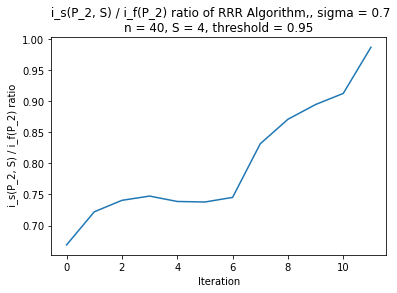 i_s(P_2, S) / i_f(P_2) ratio of RRR Algorithm,, sigma = 0.7
n = 40, S = 4, threshold = 0.95
i_s(P_2, S) / i_f(P_2) ratio
1.00
0.95
0.90
0.85
0.80
0.75
0.70
0 2 4 6 8 10
Iteration